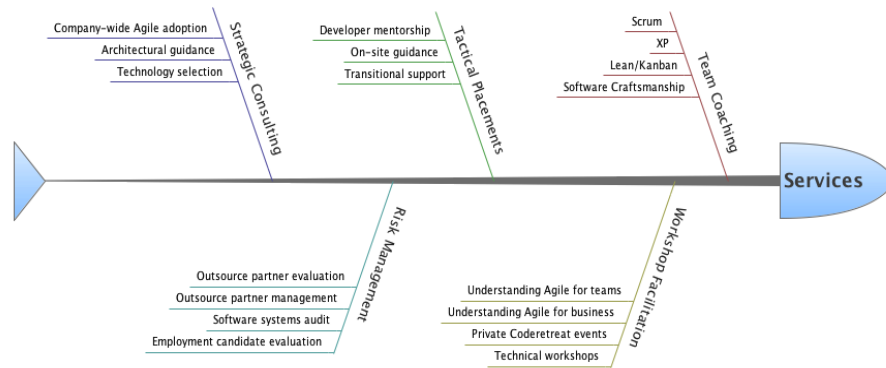 Strategic Consulting
Company-wide Agile adoption
Architectural guidance
Technology selection
Tactical Placements
Developer mentorship
On-site guidance
Transitional support
Team Coaching
Scrum
XP
Lean/Kanban
Software Craftsmanship
Services
Risk Management
Outsource partner evaluation
Outsource partner management
Software systems audit
Employment candidate evaluation
Workshop Facilitation
Understanding Agile for teams
Understanding Agile for business
Private Coderetreat events
Technical workshops